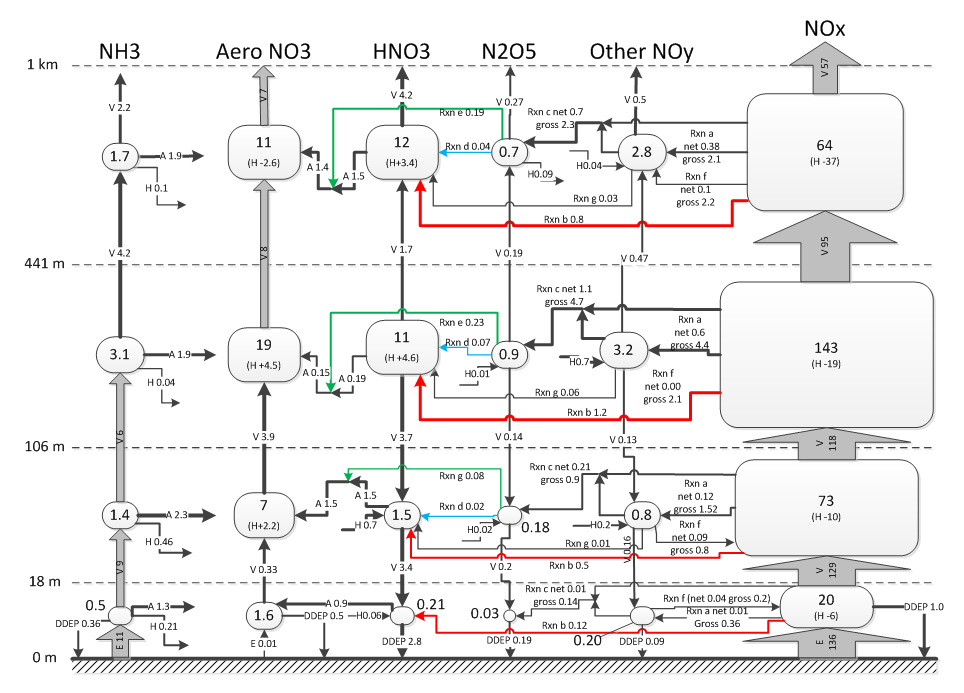 NH3
Aero NO3
HNO3
N2O5
Other NOy
NOx
1 km
V 2.2
V 7
V 4.2
V 0.27
V 0.5
V 57
Rxn e 0.19
Rxn c net 0.7
gross 2.3
1.7
A 1.9
H 0.1
11
(H -2.6)
A 1.4
A 1.5
12
(H+3.4)
Rxn d 0.04
0.7
H0.09
H0.04
2.8
Rxn a
net 0.38
gross 2.1
Rxn f
net 0.1
gross 2.2
64
(H -37)
Rxn g 0.03
Rxn b 0.8
V 4.2
V 8
V 1.7
V 0.19
V 0.47
V 95
441 m
Rxn c net 1.1
gross 4.7
Rxn e 0.23
Rxn d 0.07
3.1
A 1.9
H 0.04
19
(H +4.5)
A 0.15
A 0.19
11
(H +4.6)
0.9
H0.01
H0.7
3.2
Rxn a
net 0.6
gross 4.4
Rxn f
net 0.00
gross 2.1
143
(H -19)
Rxn g 0.06
Rxn b 1.2
V 6
V 3.9
V 3.7
V 0.14
V 0.13
V
118
106 m
Rxn g 0.08
Rxn c net 0.21
gross 0.9
1.4
A 2.3
H 0.46
7
(H+2.2)
A 1.5
A 1.5
H 0.7
1.5
Rxn d 0.02
H0.02
0.18
H0.2
0.8
Rxn a
net 0.12
gross 1.52
Rxn f
net 0.09
gross 0.8
73
(H -10)
Rxn g 0.01
Rxn b 0.5
V 9
V 0.33
V 3.4
V 0.2
V 0.16
V
129
18 m
Rxn c net 0.01
gross 0.14
Rxn f (net 0.04 gross 0.2)
Rxn a net 0.01
Gross 0.36
0.5
A 1.3
H 0.21
DDEP 0.36
1.6
A 0.9
DDEP 0.5
H0.06
0.21
0.03
Rxn b 0.12
0.20
20
(H -6)
DDEP 1.0
E 11
E 0.01
DDEP 2.8
DDEP 0.19
DDEP 0.09
E
136
0 m